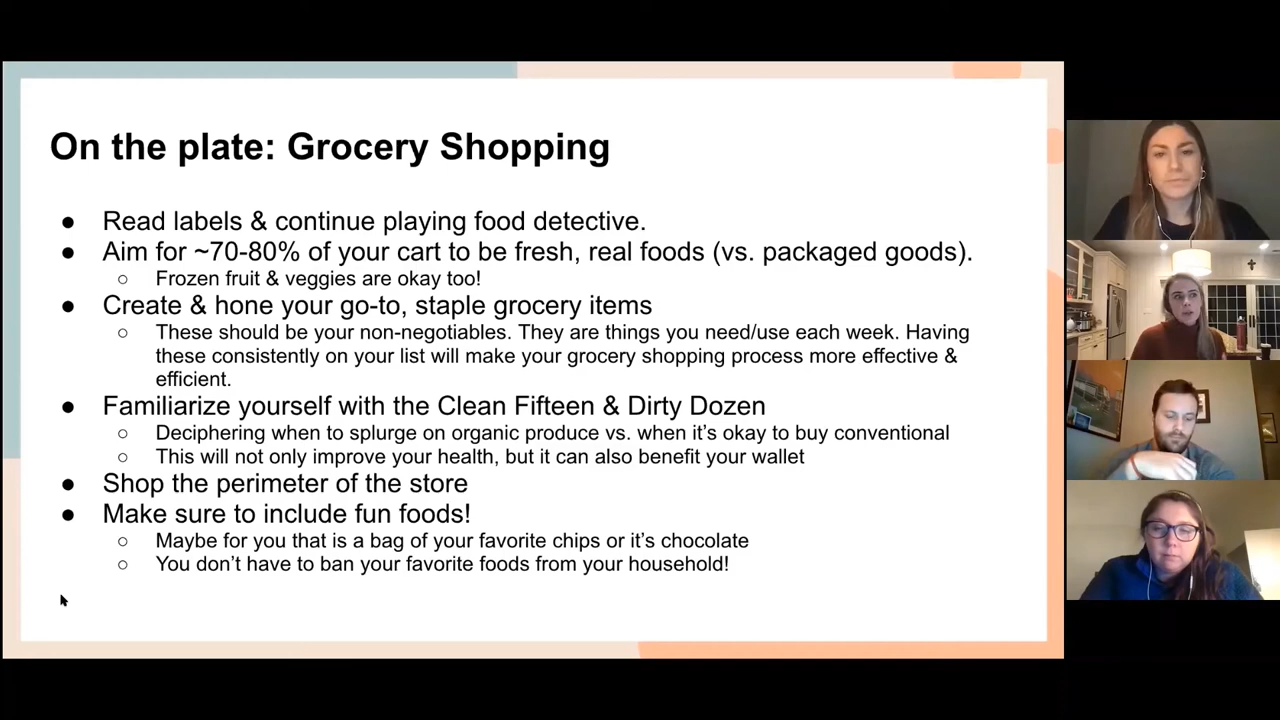 On the plate: Grocery Shopping
● Read labels & continue playing food detective.
● Aim for ~70-80% of your cart to be fresh, real foods (vs. packaged goods).
○ Frozen fruit & veggies are okay too!
● Create & hone your go-to, staple grocery items
○ These should be your non-negotiables. They are things you need/use each week. Having
these consistently on your list will make your grocery shopping process more effective &
efficient.
● Familiarize yourself with the Clean Fifteen & Dirty Dozen
○ Deciphering when to splurge on organic produce vs. when it's okay to buy conventional
○ This will not only improve your health, but it can also benefit your wallet
● Shop the perimeter of the store
● Make sure to include fun foods!
○ Maybe for you that is a bag of your favorite chips or it's chocolate
○ You don't have to ban your favorite foods from your household!